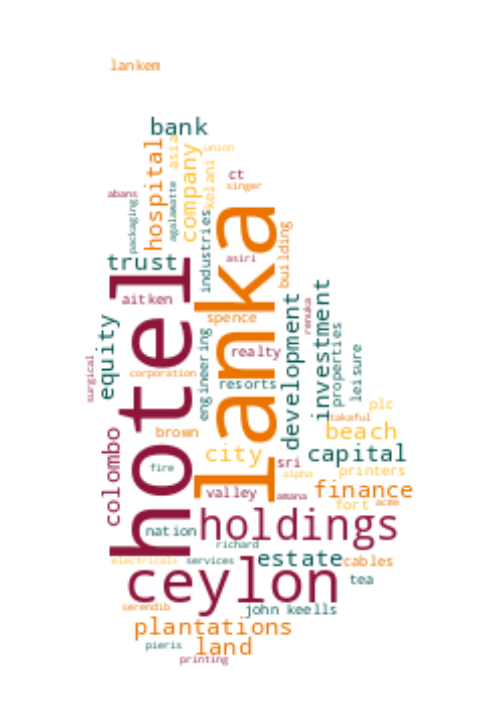 lankem
bank
union
hospital
asia
company
kelani
ct
singer
abans
packaging
agalawatte
industries
lanka
building
trust
asiri
hotel
aitken
spence
renuka
investment
development
properties
leisure
equity
surgical
engineering
realty
corporation
resorts
plc
takaful
brown
beach
colombo
city
capital
sri
fire
alpha
printers
valley
amana
finance
fort
acme
nation
holdings
richard
electricals
services
estate
cables
ceylon
tea
serendib
john keells
plantations
pieris
land
printing